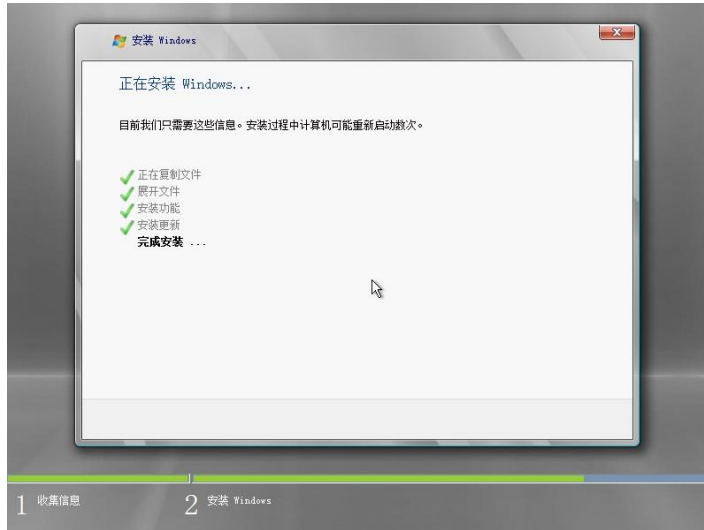 安装 Windows
正在安装 Windows...
目前我们只需要这些信息。安装过程中计算机可能重新启动数次。
正在复制文件
展开文件
安装功能
安装更新
完成安装 ...
1 收集信息
2 安装 Windows